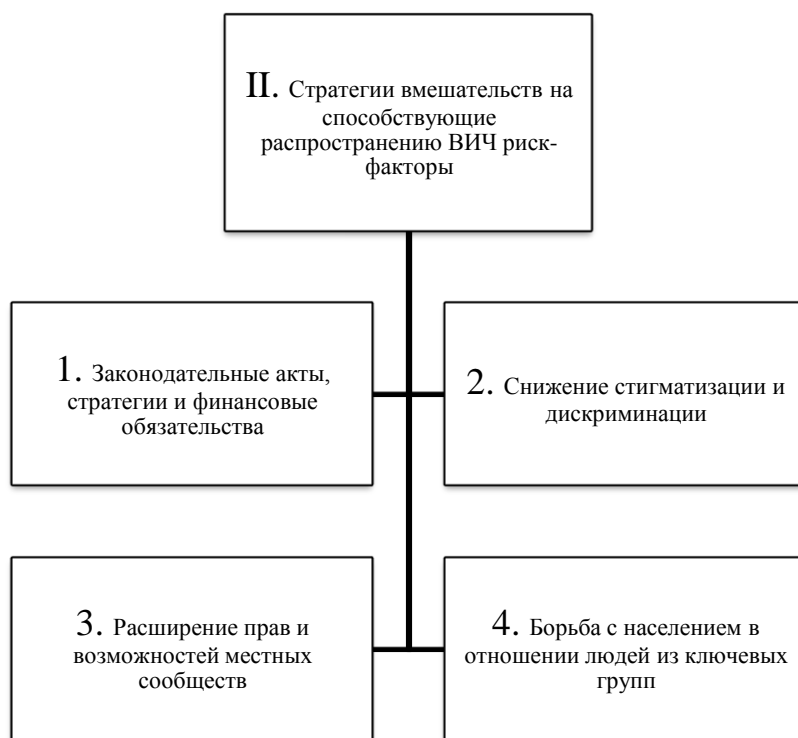 II. Стратегии вмешательств на
способствующие
распространению ВИЧ риск-
факторы
1. Законодательные акты,
стратегии и финансовые
обязательства
2. Снижение стигматизации и
дискриминации
3. Расширение прав и
возможностей местных
сообществ
4. Борьба с населением в
отношении людей из ключевых
групп